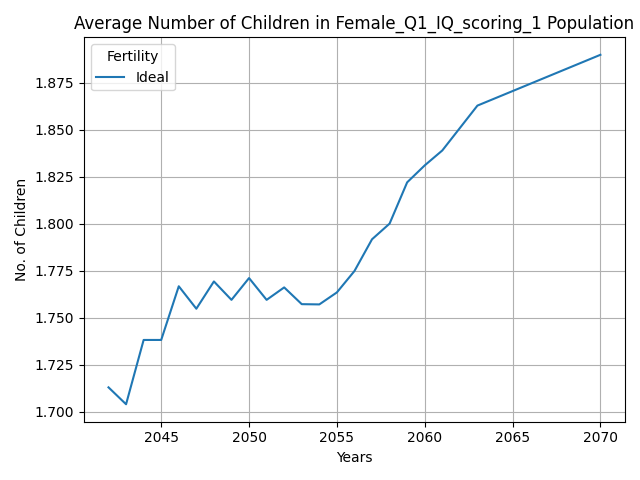 Average Number of Children in Female_Q1_IQ_scoring_1 Population
Fertility
Ideal
No. of Children
1.875
1.850
1.825
1.800
1.775
1.750
1.725
1.700
2045 2050 2055 2060 2065 2070
Years